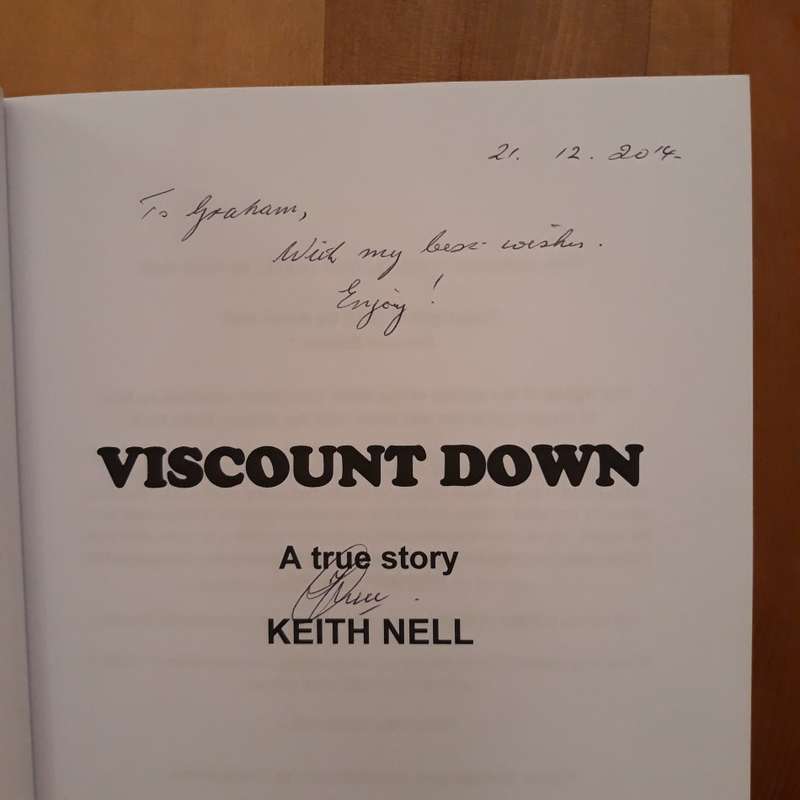 21. 12. 2014
To Graham,
With my best wishes.
Enjoy!
VISCOUNT DOWN
A true story
KEITH NELL